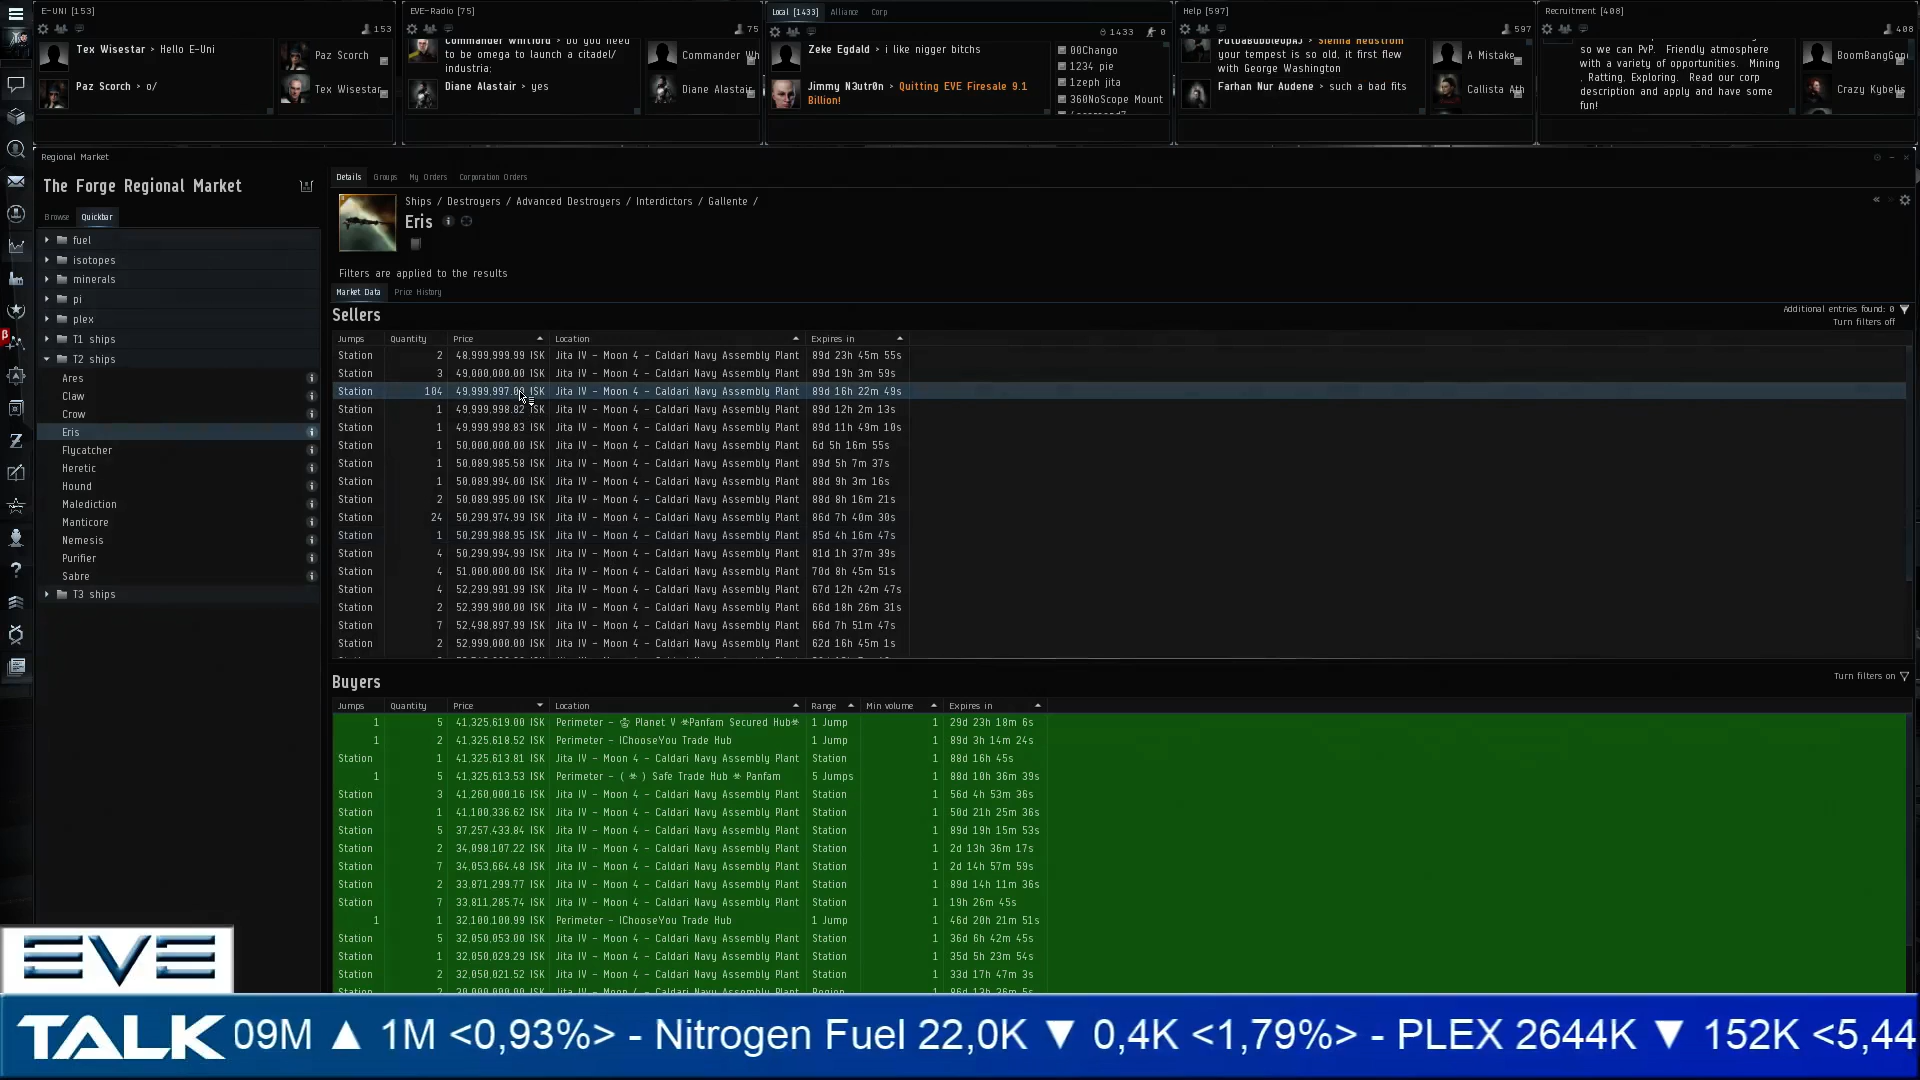 E-UNI [153]
153
Tex Wisestar > Hello E-Uni
Paz Scorch > o/
Paz Scorch
Tex Wisestar
EVE-Radio [75]
75
Commander Whitford > Do you need
to be omega to launch a citadel/
industria:
Diane Alastair > yes
Commander Wh
Diane Alastair
Local [1433] Alliance Corp
1433 0
Zeke Egdald > i like nigger bitchs
Jimmy N3utr0n > Quitting EVE Firesale 9.1
Billion!
00Chango
1234 pie
1zeph jita
360NoScope Mount
Help [597]
597
PutbaBubbleUpAJ > Sienna Hedstrom
your tempest is so old, it first flew
with George Washington
Farhan Nur Audene > such a bad fits
A Mistake
Callista Ath
Recruitment [408]
408
so we can PvP. Friendly atmosphere
with a variety of opportunities. Mining
, Ratting, Exploring. Read our corp
description and apply and have some
fun!
BoomBangGon
Crazy Kybelis
Regional Market
The Forge Regional Market
Browse Quickbar
fuel
isotopes
minerals
pi
plex
T1 ships
T2 ships
Ares
Claw
Crow
Eris
Flycatcher
Heretic
Hound
Malediction
Manticore
Nemesis
Purifier
Sabre
T3 ships
Details Groups My Orders Corporation Orders
Ships / Destroyers / Advanced Destroyers / Interdictors / Gallente /
Eris
Filters are applied to the results
Market Data Price History
Sellers
Additional entries found: 0
Turn filters off
Jumps Quantity Price Location Expires in
Station 2 48,999,999.99 ISK Jita IV - Moon 4 - Caldari Navy Assembly Plant 89d 23h 45m 55s
Station 3 49,000,000.00 ISK Jita IV - Moon 4 - Caldari Navy Assembly Plant 89d 19h 3m 59s
Station 104 49,999,997.00 ISK Jita IV - Moon 4 - Caldari Navy Assembly Plant 89d 16h 22m 49s
Station 1 49,999,998.82 ISK Jita IV - Moon 4 - Caldari Navy Assembly Plant 89d 12h 2m 13s
Station 1 49,999,998.83 ISK Jita IV - Moon 4 - Caldari Navy Assembly Plant 89d 11h 49m 10s
Station 1 50,000,000.00 ISK Jita IV - Moon 4 - Caldari Navy Assembly Plant 6d 5h 16m 55s
Station 1 50,089,985.58 ISK Jita IV - Moon 4 - Caldari Navy Assembly Plant 89d 5h 7m 37s
Station 1 50,089,994.00 ISK Jita IV - Moon 4 - Caldari Navy Assembly Plant 88d 9h 3m 16s
Station 2 50,089,995.00 ISK Jita IV - Moon 4 - Caldari Navy Assembly Plant 88d 8h 16m 21s
Station 24 50,299,974.99 ISK Jita IV - Moon 4 - Caldari Navy Assembly Plant 86d 7h 40m 30s
Station 1 50,299,988.95 ISK Jita IV - Moon 4 - Caldari Navy Assembly Plant 85d 4h 16m 47s
Station 4 50,299,994.99 ISK Jita IV - Moon 4 - Caldari Navy Assembly Plant 81d 1h 37m 39s
Station 4 51,000,000.00 ISK Jita IV - Moon 4 - Caldari Navy Assembly Plant 70d 8h 45m 51s
Station 4 52,299,991.99 ISK Jita IV - Moon 4 - Caldari Navy Assembly Plant 67d 12h 42m 47s
Station 2 52,399,900.00 ISK Jita IV - Moon 4 - Caldari Navy Assembly Plant 66d 18h 26m 31s
Station 7 52,498,897.99 ISK Jita IV - Moon 4 - Caldari Navy Assembly Plant 66d 7h 51m 47s
Station 2 52,999,000.00 ISK Jita IV - Moon 4 - Caldari Navy Assembly Plant 62d 16h 45m 1s
Buyers
Turn filters on
Jumps Quantity Price Location Range Min volume Expires in
1 5 41,325,619.00 ISK Perimeter - ♔ Planet V ☣Panfam Secured Hub☣ 1 Jump 1 29d 23h 18m 6s
1 2 41,325,618.52 ISK Perimeter - IChooseYou Trade Hub 1 Jump 1 89d 3h 14m 24s
Station 1 41,325,613.81 ISK Jita IV - Moon 4 - Caldari Navy Assembly Plant Station 1 88d 16h 45s
1 5 41,325,613.53 ISK Perimeter - ( ☣ ) Safe Trade Hub ☣ Panfam 5 Jumps 1 88d 10h 36m 39s
Station 3 41,260,000.16 ISK Jita IV - Moon 4 - Caldari Navy Assembly Plant Station 1 56d 4h 53m 36s
Station 1 41,100,336.62 ISK Jita IV - Moon 4 - Caldari Navy Assembly Plant Station 1 50d 21h 25m 36s
Station 5 37,257,433.84 ISK Jita IV - Moon 4 - Caldari Navy Assembly Plant Station 1 89d 19h 15m 53s
Station 2 34,098,107.22 ISK Jita IV - Moon 4 - Caldari Navy Assembly Plant Station 1 2d 13h 36m 17s
Station 7 34,053,664.48 ISK Jita IV - Moon 4 - Caldari Navy Assembly Plant Station 1 2d 14h 57m 59s
Station 2 33,871,299.77 ISK Jita IV - Moon 4 - Caldari Navy Assembly Plant Station 1 89d 14h 11m 36s
Station 7 33,811,285.74 ISK Jita IV - Moon 4 - Caldari Navy Assembly Plant Station 1 19h 26m 45s
1 1 32,100,100.99 ISK Perimeter - IChooseYou Trade Hub 1 Jump 1 46d 20h 21m 51s
Station 5 32,050,053.00 ISK Jita IV - Moon 4 - Caldari Navy Assembly Plant Station 1 36d 6h 42m 45s
Station 1 32,050,029.29 ISK Jita IV - Moon 4 - Caldari Navy Assembly Plant Station 1 35d 5h 23m 54s
Station 2 32,050,021.52 ISK Jita IV - Moon 4 - Caldari Navy Assembly Plant Station 1 33d 17h 47m 3s
EVE
TALK 09M ▲ 1M <0,93%> - Nitrogen Fuel 22,0K ▼ 0,4K <1,79%> - PLEX 2644K ▼ 152K <5,44